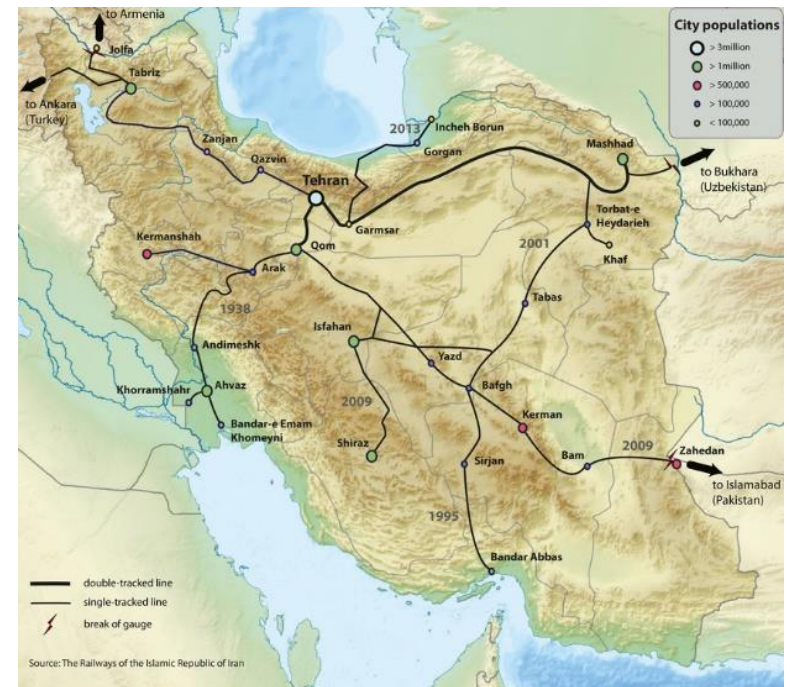 to Armenia
Jolfa
Tabriz
to Ankara
(Turkey)
Zanjan
Qazvin
Tehran
2013
Incheh Borun
Gorgan
Garmsar
Mashhad
to Bukhara
(Uzbekistan)
Torbat-e
Heydarieh
Khaf
2001
Tabas
Kermanshah
Qom
Arak
1938
Andimeshk
Isfahan
Yazd
Bafgh
Khorramshahr
Ahvaz
Bandar-e Emam
Khomeyni
2009
Shiraz
Kerman
Sirjan
Bam
2009
Zahedan
to Islamabad
(Pakistan)
1995
Bandar Abbas
City populations
> 3million
> 1million
> 500,000
> 100,000
< 100,000
double-tracked line
single-tracked line
break of gauge
Source: The Railways of the Islamic Republic of Iran